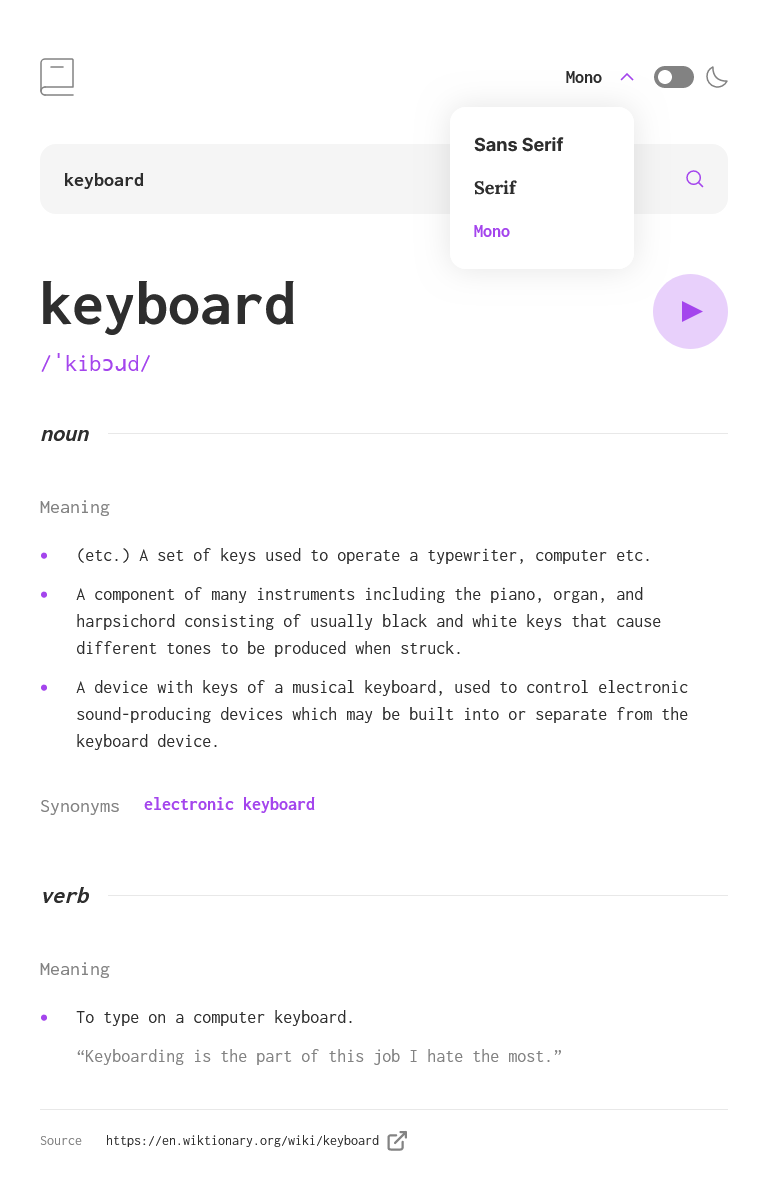 Mono
Sans Serif
keyboard
Serif
Mono
keyboard
/ˈkibɔɹd/
noun
Meaning
(etc.) A set of keys used to operate a typewriter, computer etc.
A component of many instruments including the piano, organ, and
harpsichord consisting of usually black and white keys that cause
different tones to be produced when struck.
A device with keys of a musical keyboard, used to control electronic
sound-producing devices which may be built into or separate from the
keyboard device.
Synonyms electronic keyboard
verb
Meaning
To type on a computer keyboard.
“Keyboarding is the part of this job I hate the most.”
Source https://en.wiktionary.org/wiki/keyboard